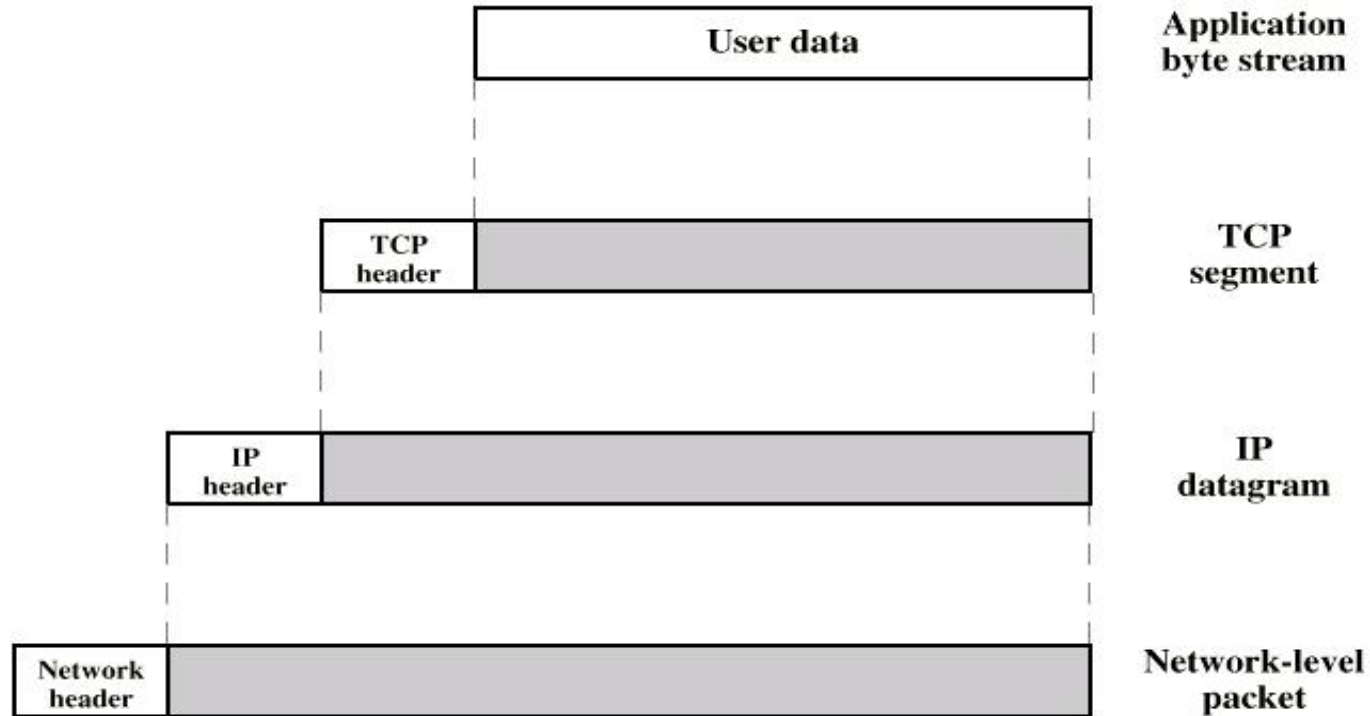 User data
Application
byte stream
TCP
header
TCP
segment
IP
header
IP
datagram
Network
header
Network-level
packet